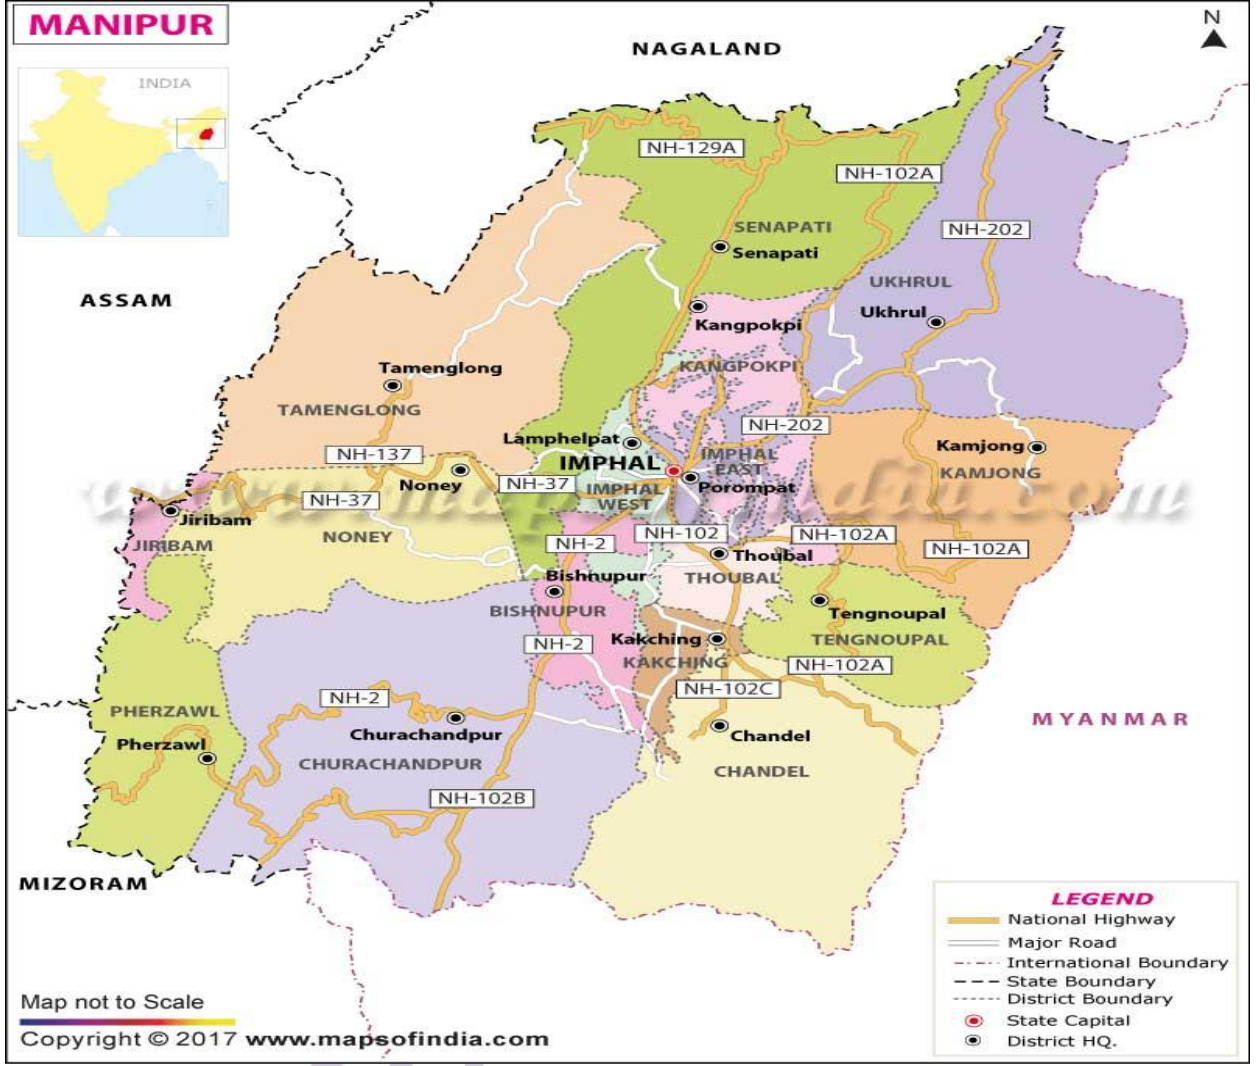 MANIPUR
N
NAGALAND
INDIA
NH-129A
NH-102A
NH-202
SENAPATI
Senapati
UKHRUL
Ukhrul
ASSAM
Kangpokpi
KANGPOKPI
Tamenglong
TAMENGLONG
NH-202
Lamphelpat
Kamjong
NH-137
IMPHAL
IMPHAL
EAST
KAMJONG
Noney
NH-37
Porompat
NH-37
IMPHAL
WEST
www.mapsofindia.com
Jiribam
JIRIBAM
NONEY
NH-2
NH-102
NH-102A
NH-102A
Thoubal
THOUBAL
Bishnupur
BISHNUPUR
Tengnoupal
TENGNOUPAL
NH-2
Kakching
KAKCHING
NH-102A
NH-2
NH-102C
PHERZAWL
Pherzawl
Churachandpur
CHURACHANDPUR
Chandel
CHANDEL
MYANMAR
NH-102B
MIZORAM
LEGEND
National Highway
Major Road
International Boundary
State Boundary
District Boundary
State Capital
District HQ.
Map not to Scale
Copyright © 2017 www.mapsofindia.com